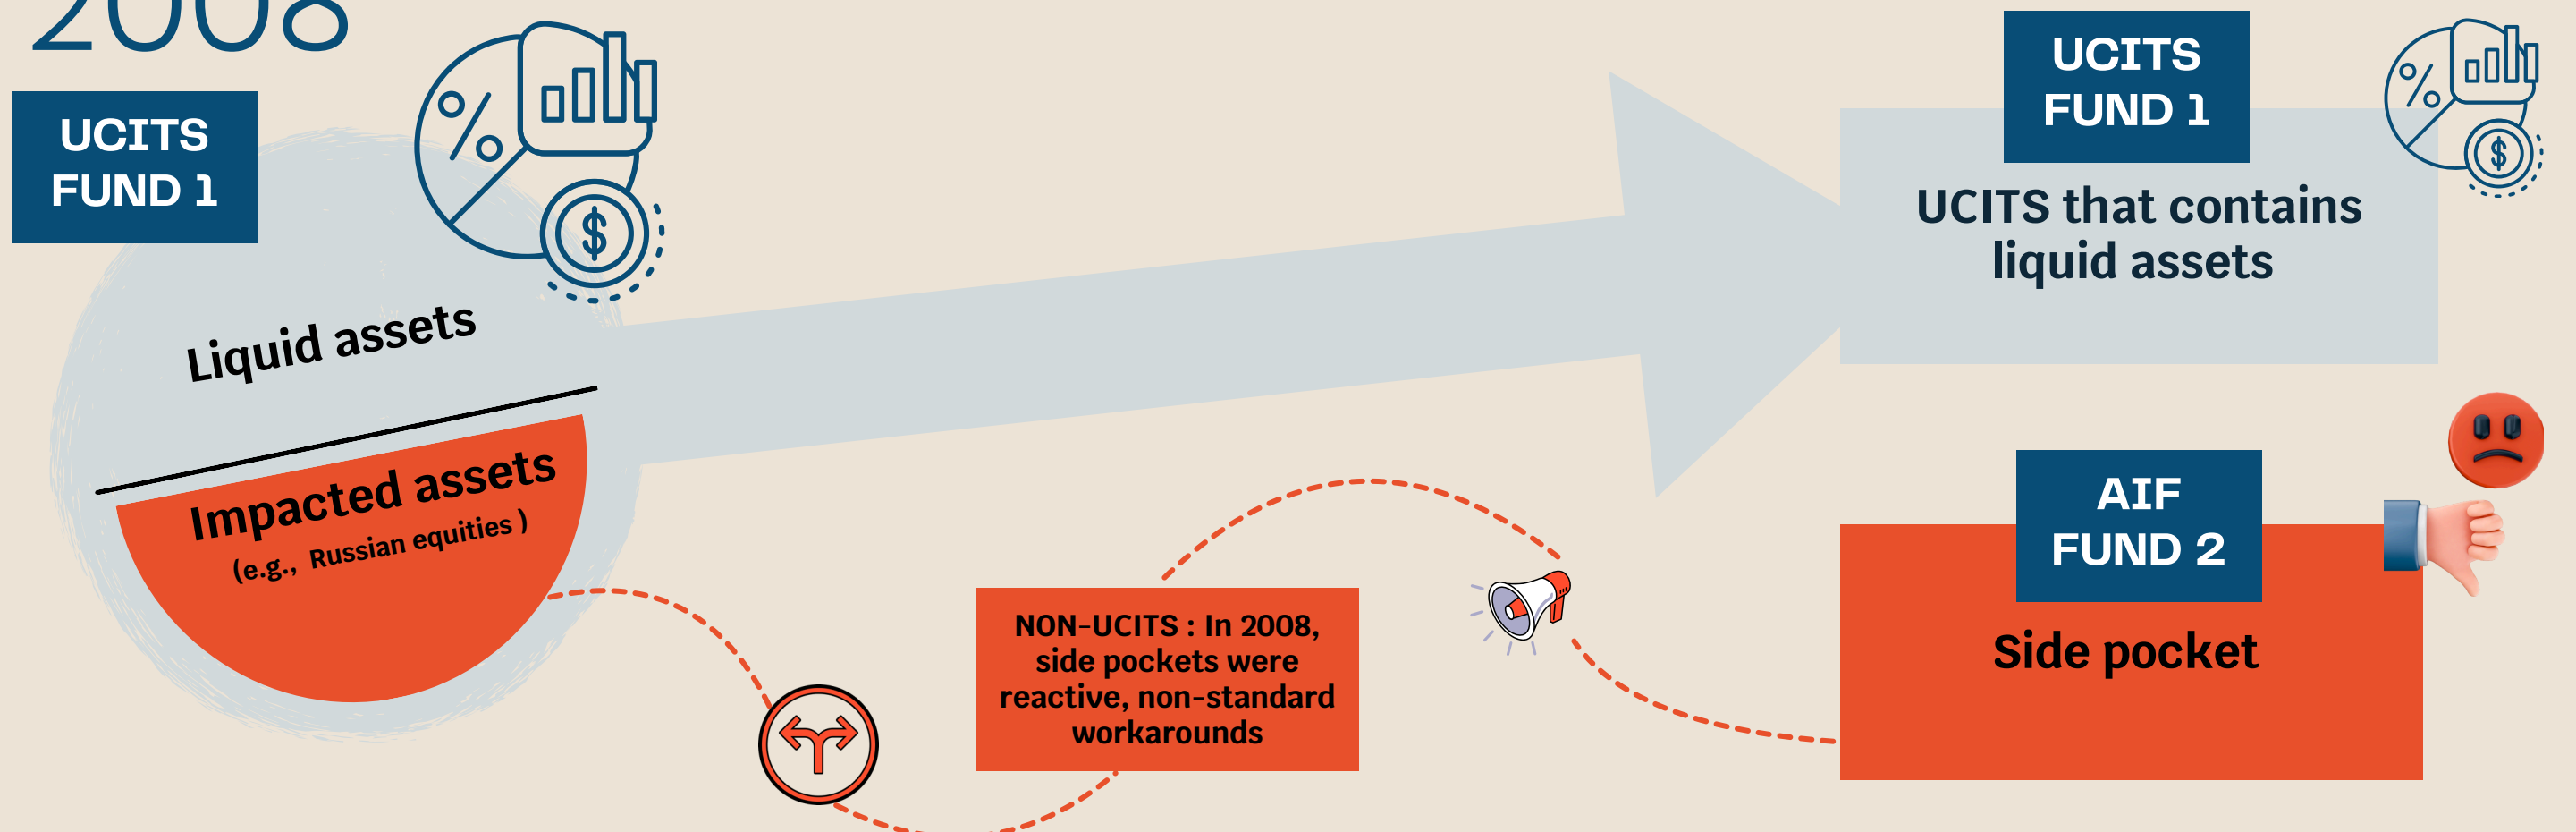 2008
UCITS
FUND 1
Liquid assets
Impacted assets
(e.g., Russian equities )
NON-UCITS : In 2008,
side pockets were
reactive, non-standard
workarounds
UCITS
FUND 1
UCITS that contains
liquid assets
AIF
FUND 2
Side pocket